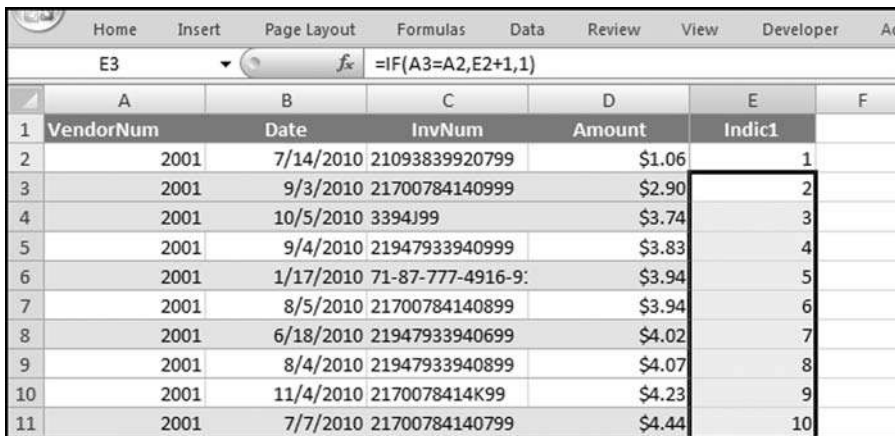 Home Insert Page Layout Formulas Data Review View Developer
E3 fx =IF(A3=A2,E2+1,1)
A B C D E F
1 VendorNum Date InvNum Amount Indic1
2 2001 7/14/2010 21093839920799 $1.06 1
3 2001 9/3/2010 21700784140999 $2.90 2
4 2001 10/5/2010 3394J99 $3.74 3
5 2001 9/4/2010 21947933940999 $3.83 4
6 2001 1/17/2010 71-87-777-4916-9 $3.94 5
7 2001 8/5/2010 21700784140899 $3.94 6
8 2001 6/18/2010 21947933940699 $4.02 7
9 2001 8/4/2010 21947933940899 $4.07 8
10 2001 11/4/2010 2170078414K99 $4.23 9
11 2001 7/7/2010 21700784140799 $4.44 10